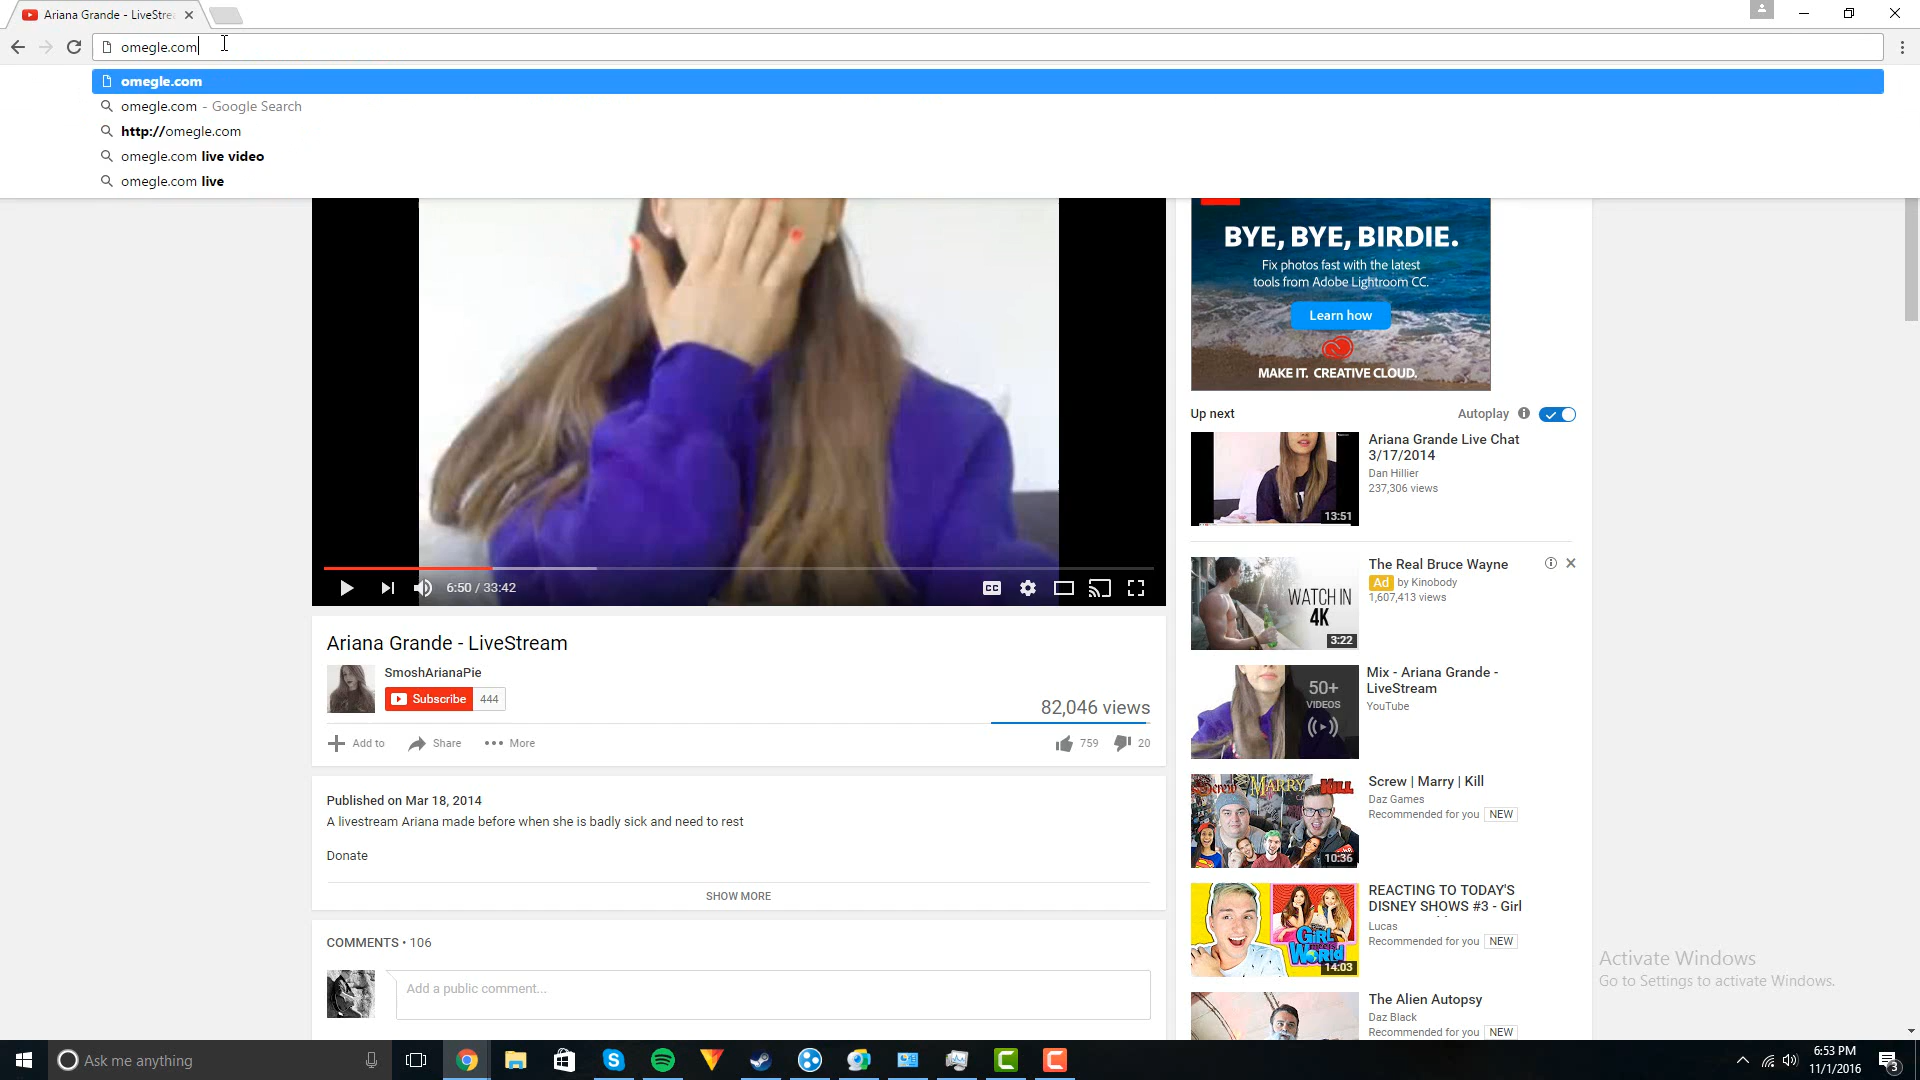 Ariana Grande - LiveStre
omegle.com
omegle.com
omegle.com - Google Search
http://omegle.com
omegle.com live video
omegle.com live
BYE, BYE, BIRDIE.
Fix photos fast with the latest
tools from Adobe Lightroom CC.
Learn how
MAKE IT. CREATIVE CLOUD.
Up next
Autoplay
Ariana Grande Live Chat
3/17/2014
Dan Hillier
237,306 views
13:51
The Real Bruce Wayne
Ad by Kinobody
1,607,413 views
WATCH IN
4K
3:22
Mix - Ariana Grande -
LiveStream
YouTube
50+
VIDEOS
Screw | Marry | Kill
Daz Games
Recommended for you NEW
Screw MARRY KILL
10:36
REACTING TO TODAY'S
DISNEY SHOWS #3 - Girl
Lucas
Recommended for you NEW
GiRL
meets
WORLD
14:03
The Alien Autopsy
Daz Black
Recommended for you NEW
6:50 / 33:42
CC
Ariana Grande - LiveStream
SmoshArianaPie
Subscribe 444
82,046 views
Add to
Share
More
759
20
Published on Mar 18, 2014
A livestream Ariana made before when she is badly sick and need to rest
Donate
SHOW MORE
COMMENTS • 106
Add a public comment...
Activate Windows
Go to Settings to activate Windows.
Ask me anything
6:53 PM
11/1/2016
3